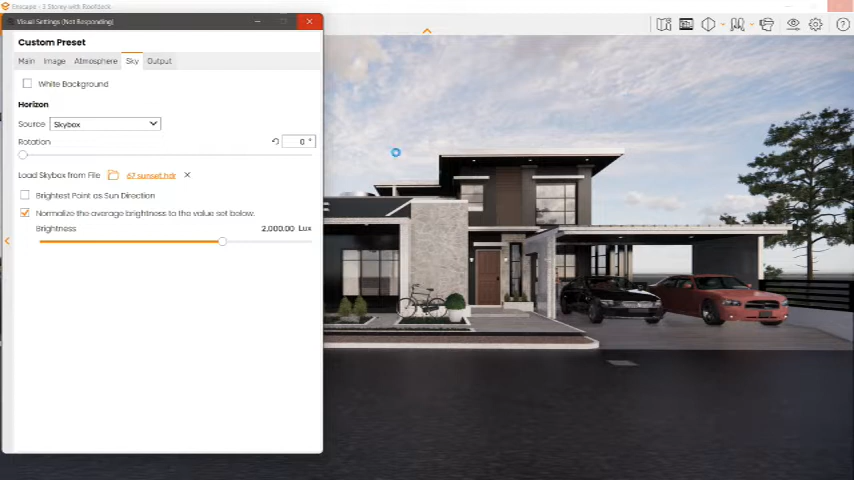 Enscape - 3 Storey with Roofdeck
Visual Settings (Not Responding)
Custom Preset
Main Image Atmosphere Sky Output
White Background
Horizon
Source Skybox
Rotation 0 °
Load Skybox from File 67 sunset.hdr
Brightest Point as Sun Direction
Normalize the average brightness to the value set below.
Brightness 2,000.00 Lux